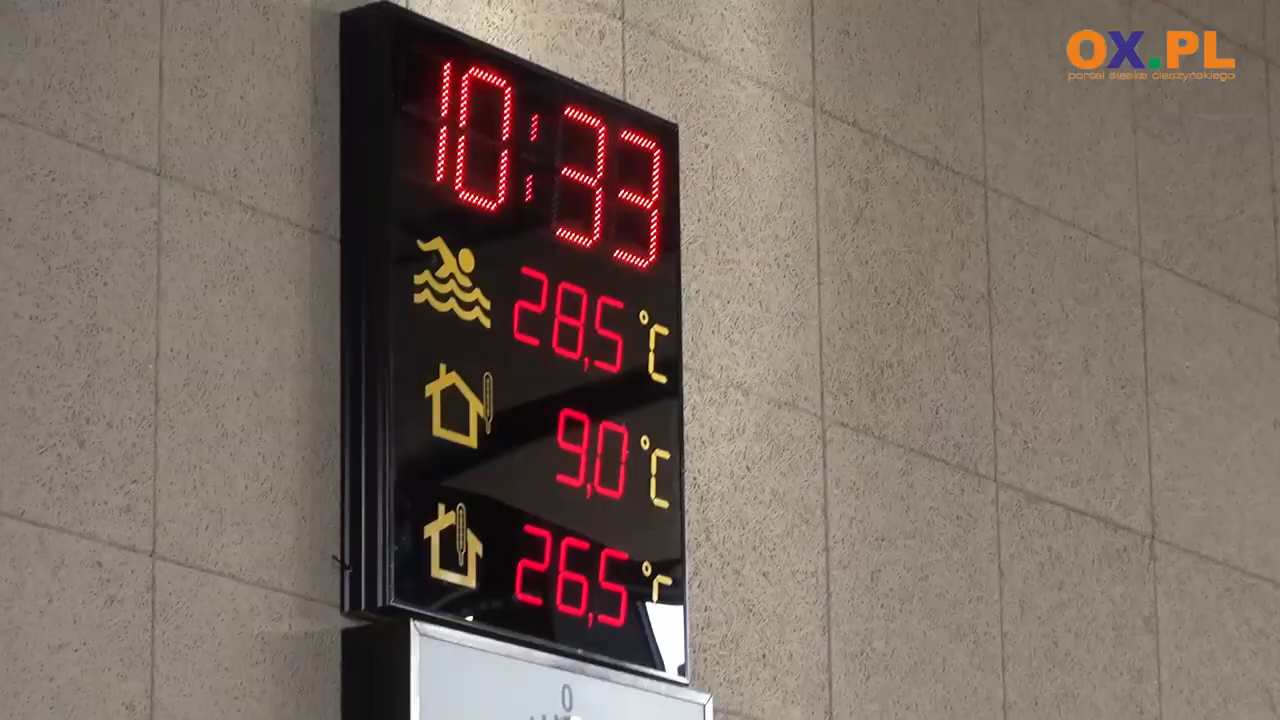 OX.PL
portal śląska cieszyńskiego
10:33
28,5 °C
9,0 °C
26,5 °C
0